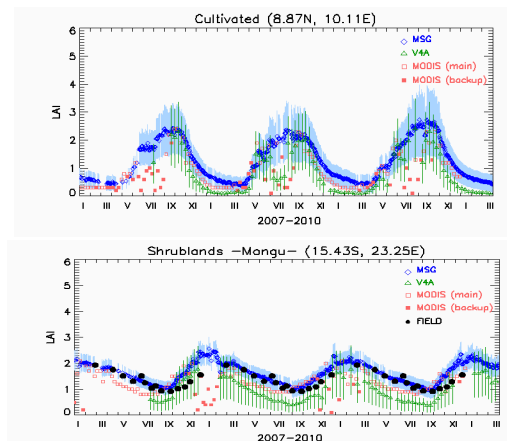 Cultivated (8.87N, 10.11E)
6
5
4
3
2
1
0
LAI
MSG
V4A
MODIS (main)
MODIS (backup)
I III V VII IX XI I III V VII IX XI I III V VII IX XI I III
2007-2010
Shrublands -Mongu- (15.43S, 23.25E)
6
5
4
3
2
1
0
LAI
MSG
V4A
MODIS (main)
MODIS (backup)
FIELD
I III V VII IX XI I III V VII IX XI I III V VII IX XI I III
2007-2010